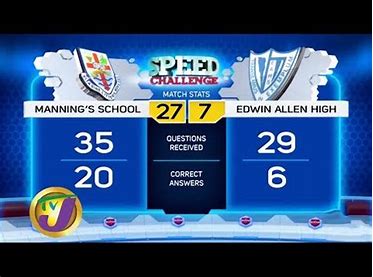 SPEED
CHALLENGE
MATCH STATS
MANNING'S SCHOOL 27 7 EDWIN ALLEN HIGH
35 QUESTIONS RECEIVED 29
20 CORRECT ANSWERS 6
TVJ